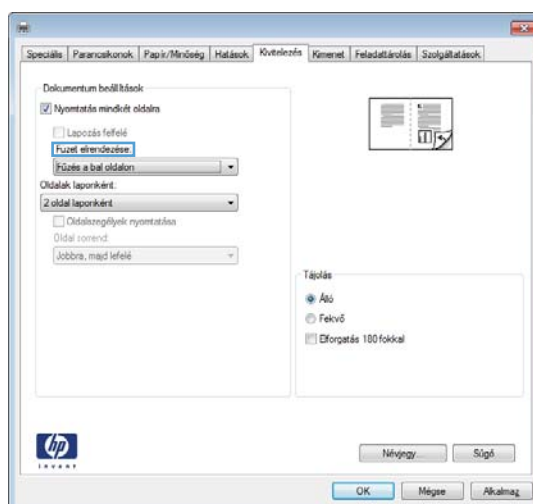 Speciális Parancsikonok Papír/Minőség Hatások Kivitelezés Kimenet Feladattárolás Szolgáltatások
Dokumentum beállítások
Nyomtatás mindkét oldalra
Lapozás felfelé
Fuzet elrendezése:
Fűzés a bal oldalon
Oldalak laponként:
2 oldal laponként
Oldalszegélyek nyomtatása
Oldal sorrend:
Jobbra, majd lefelé
Tájolás
Álló
Fekvő
Elforgatás 180 fokkal
hp
invent
Névjegy... Súgó
OK Mégse Alkalmaz